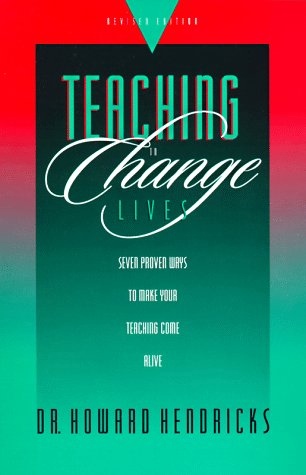 REVISED EDITION
TEACHING
TO
Change
LIVES
SEVEN PROVEN WAYS
TO MAKE YOUR
TEACHING COME
ALIVE
DR. HOWARD HENDRICKS